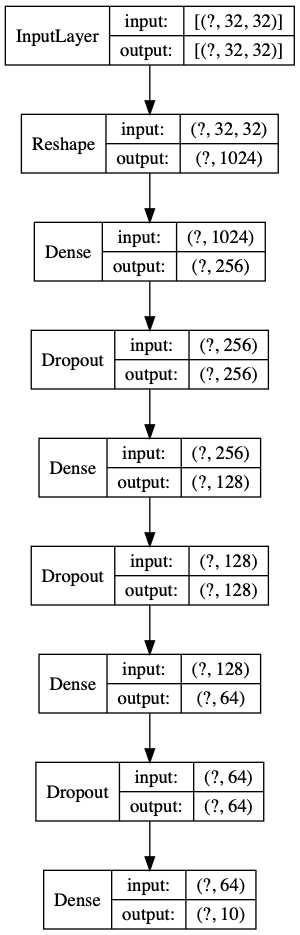 InputLayer
input: [(?, 32, 32)]
output: [(?, 32, 32)]
Reshape
input: (?, 32, 32)
output: (?, 1024)
Dense
input: (?, 1024)
output: (?, 256)
Dropout
input: (?, 256)
output: (?, 256)
Dense
input: (?, 256)
output: (?, 128)
Dropout
input: (?, 128)
output: (?, 128)
Dense
input: (?, 128)
output: (?, 64)
Dropout
input: (?, 64)
output: (?, 64)
Dense
input: (?, 64)
output: (?, 10)